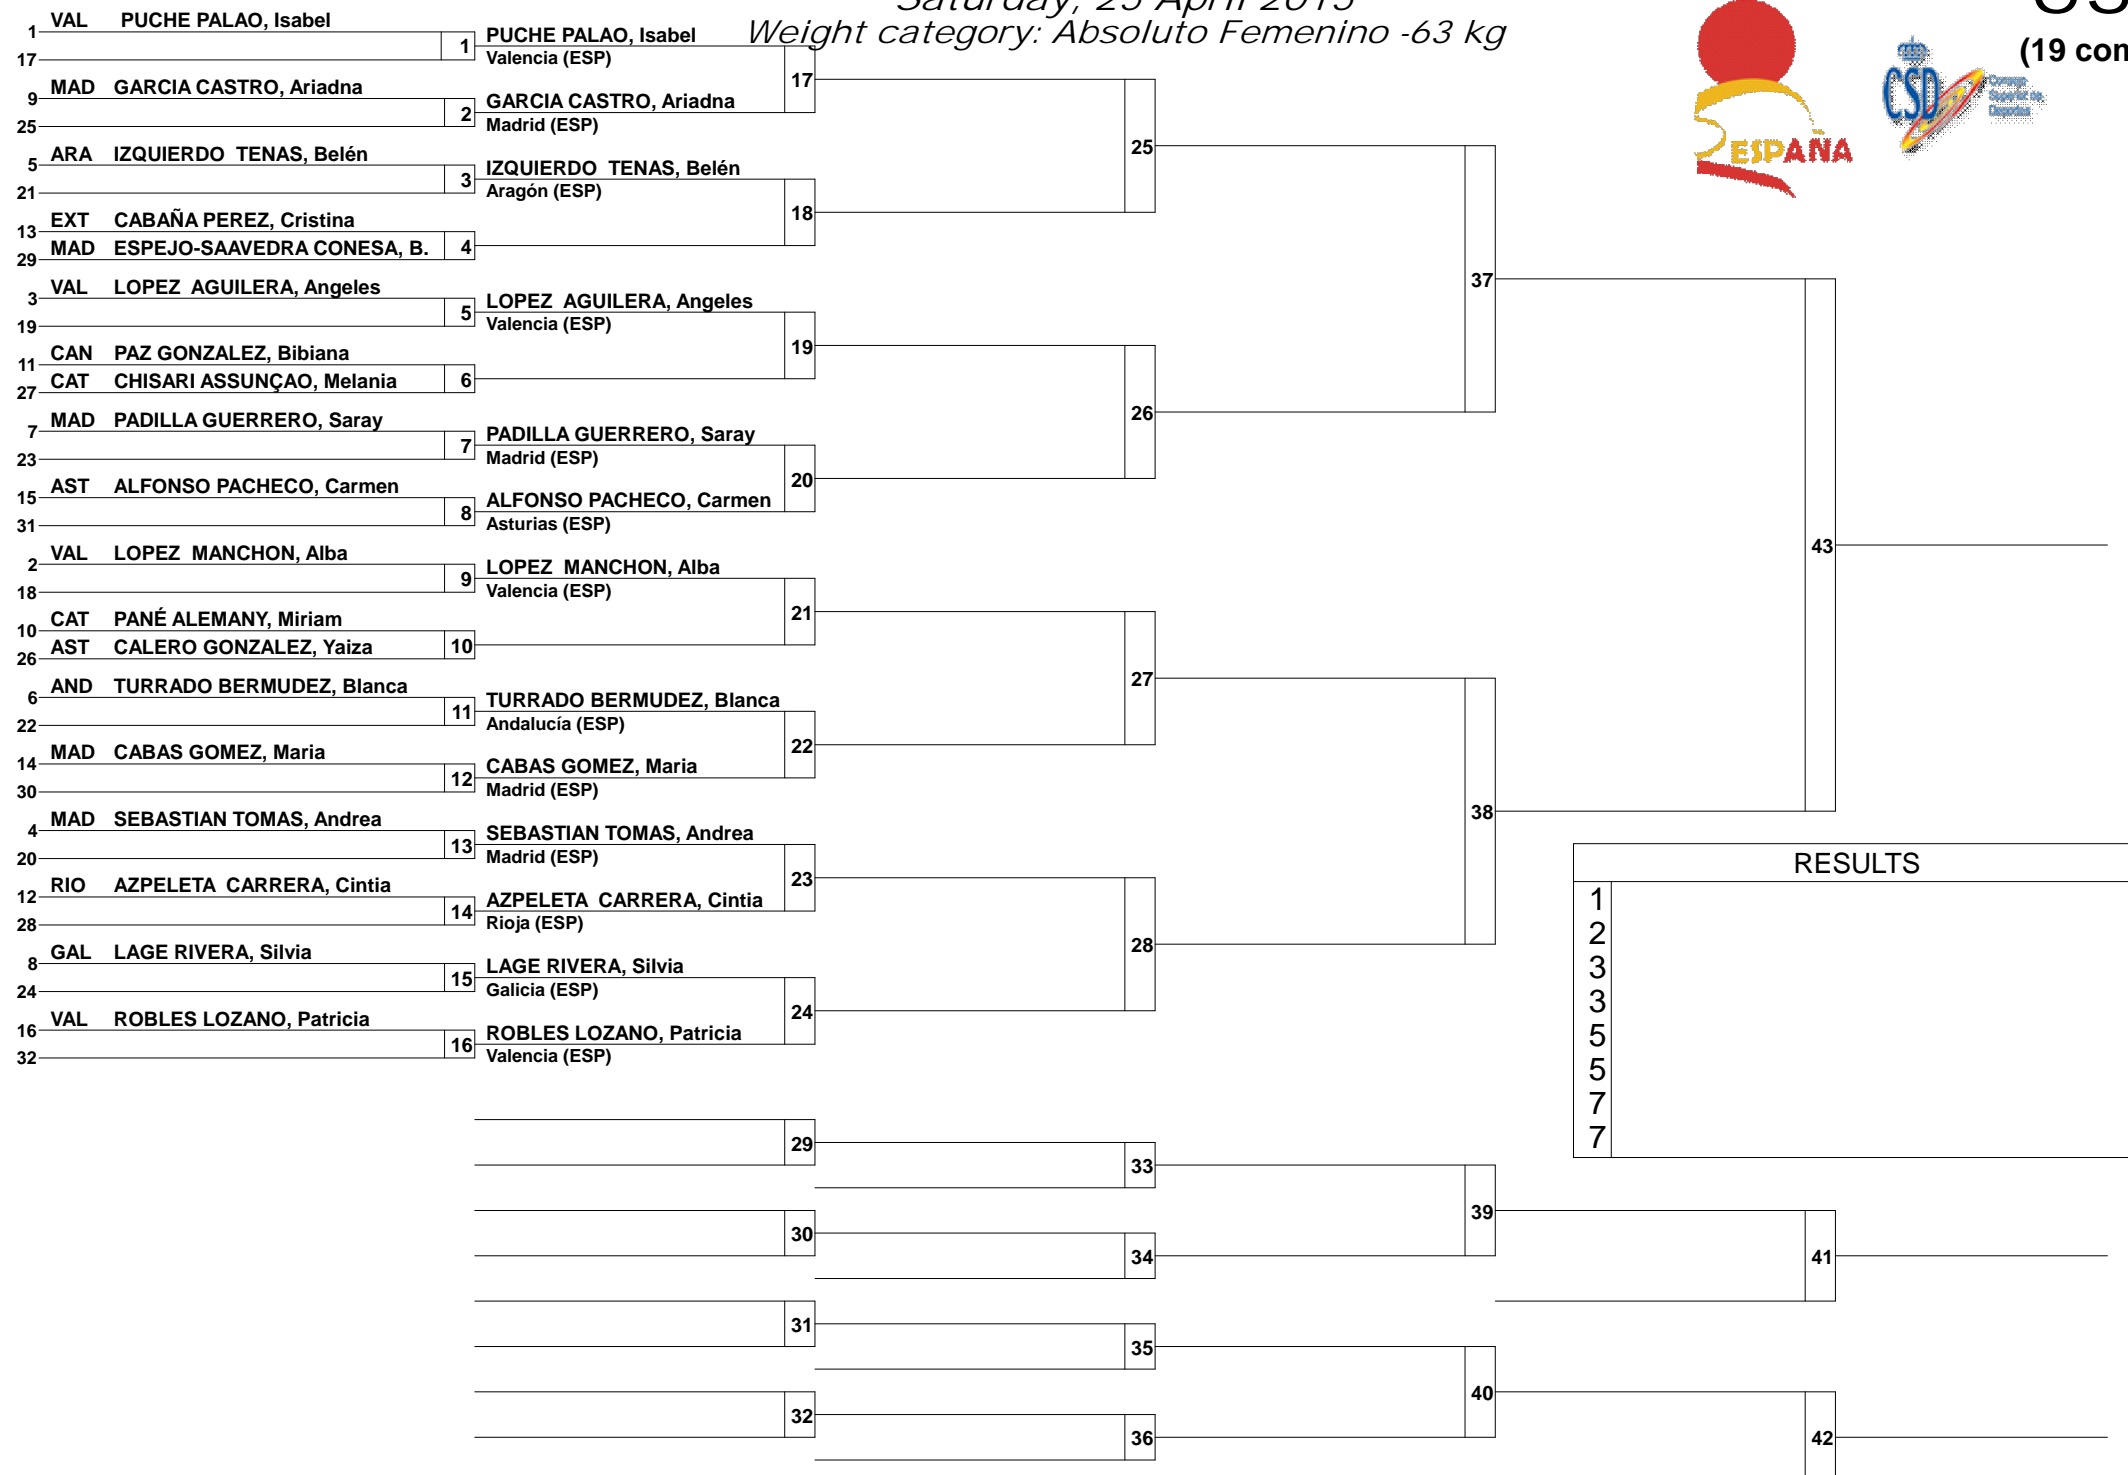 Weight category: Absoluto Femenino -63 kg
(19
ESPAÑA
CSD
1 VAL PUCHE PALAO, Isabel
17
1
PUCHE PALAO, Isabel
Valencia (ESP)
9 MAD GARCIA CASTRO, Ariadna
25
2
GARCIA CASTRO, Ariadna
Madrid (ESP)
17
5 ARA IZQUIERDO TENAS, Belén
21
3
IZQUIERDO TENAS, Belén
Aragón (ESP)
13 EXT CABAÑA PEREZ, Cristina
29 MAD ESPEJO-SAAVEDRA CONESA, B.
4
18
25
3 VAL LOPEZ AGUILERA, Angeles
19
5
LOPEZ AGUILERA, Angeles
Valencia (ESP)
11 CAN PAZ GONZALEZ, Bibiana
27 CAT CHISARI ASSUNÇAO, Melania
6
19
7 MAD PADILLA GUERRERO, Saray
23
7
PADILLA GUERRERO, Saray
Madrid (ESP)
15 AST ALFONSO PACHECO, Carmen
31
8
ALFONSO PACHECO, Carmen
Asturias (ESP)
20
26
37
2 VAL LOPEZ MANCHON, Alba
18
9
LOPEZ MANCHON, Alba
Valencia (ESP)
10 CAT PANÉ ALEMANY, Miriam
26 AST CALERO GONZALEZ, Yaiza
10
21
6 AND TURRADO BERMUDEZ, Blanca
22
11
TURRADO BERMUDEZ, Blanca
Andalucía (ESP)
14 MAD CABAS GOMEZ, Maria
30
12
CABAS GOMEZ, Maria
Madrid (ESP)
22
27
4 MAD SEBASTIAN TOMAS, Andrea
20
13
SEBASTIAN TOMAS, Andrea
Madrid (ESP)
12 RIO AZPELETA CARRERA, Cintia
28
14
AZPELETA CARRERA, Cintia
Rioja (ESP)
23
8 GAL LAGE RIVERA, Silvia
24
15
LAGE RIVERA, Silvia
Galicia (ESP)
16 VAL ROBLES LOZANO, Patricia
32
16
ROBLES LOZANO, Patricia
Valencia (ESP)
24
28
38
43
RESULTS
1
2
3
3
5
5
7
7
29
33
30
34
39
41
31
35
32
36
40
42